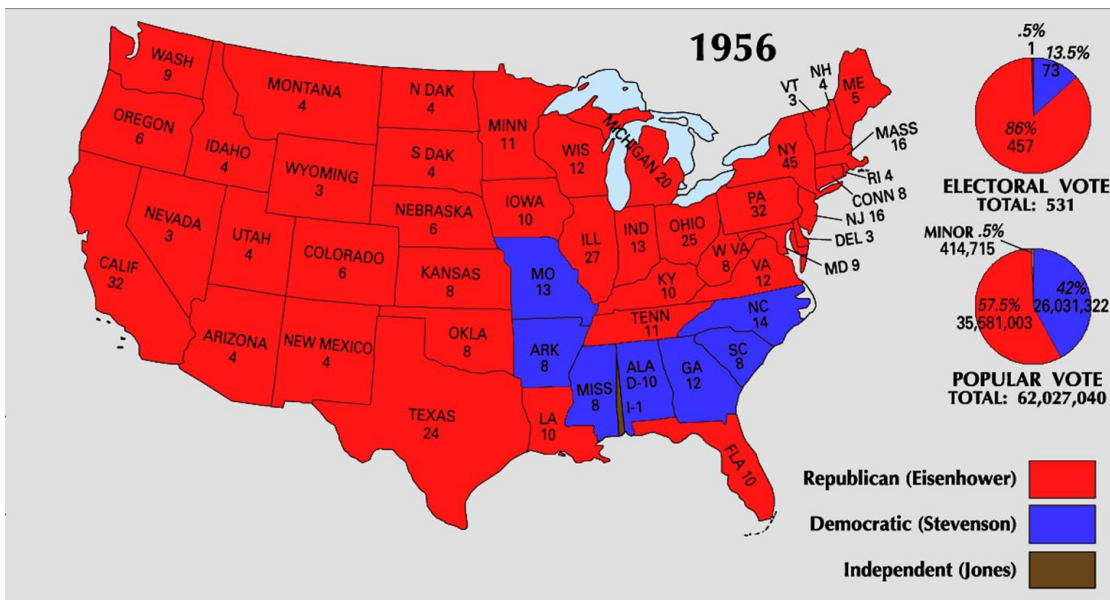 1956
WASH
9
OREGON
6
CALIF
32
NEVADA
3
IDAHO
4
MONTANA
4
WYOMING
3
UTAH
4
COLORADO
6
ARIZONA
4
NEW MEXICO
4
N DAK
4
S DAK
4
NEBRASKA
6
KANSAS
8
OKLA
8
TEXAS
24
MINN
11
IOWA
10
MO
13
ARK
8
LA
10
WIS
12
ILL
27
MICHIGAN 20
IND
13
OHIO
25
KY
10
TENN
11
MISS
8
ALA
D-10
I-1
GA
12
FLA 10
SC
8
NC
14
VA
12
W VA
8
PA
32
NY
45
VT
3
NH
4
ME
5
MASS
16
RI 4
CONN 8
NJ 16
DEL 3
MD 9
.5%
1
13.5%
73
86%
457
ELECTORAL VOTE
TOTAL: 531
MINOR .5%
414,715
42%
26,031,322
57.5%
35,581,003
POPULAR VOTE
TOTAL: 62,027,040
Republican (Eisenhower)
Democratic (Stevenson)
Independent (Jones)